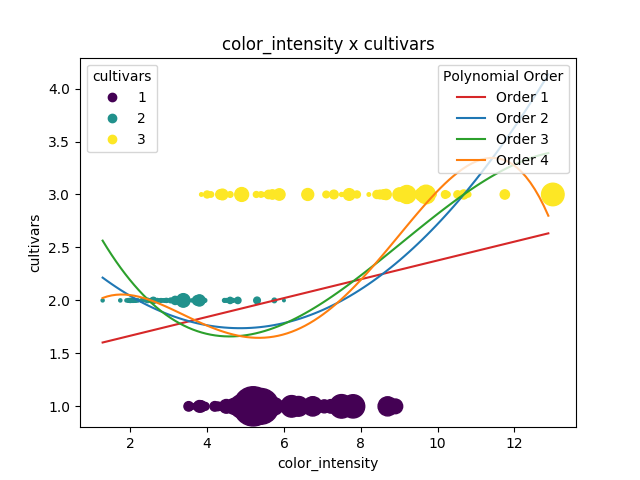 color_intensity x cultivars
cultivars
1
2
3
Polynomial Order
Order 1
Order 2
Order 3
Order 4
4.0
3.5
3.0
2.5
2.0
1.5
1.0
cultivars
2 4 6 8 10 12
color_intensity